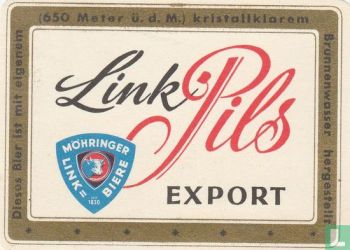 Dieses Bier ist mit eigenem
(650 Meter ü. d. M.) kristallklarem
Brunnenwasser hergestellt
Link Pils
MÖHRINGER
LINK=
BIERE
1830
EXPORT